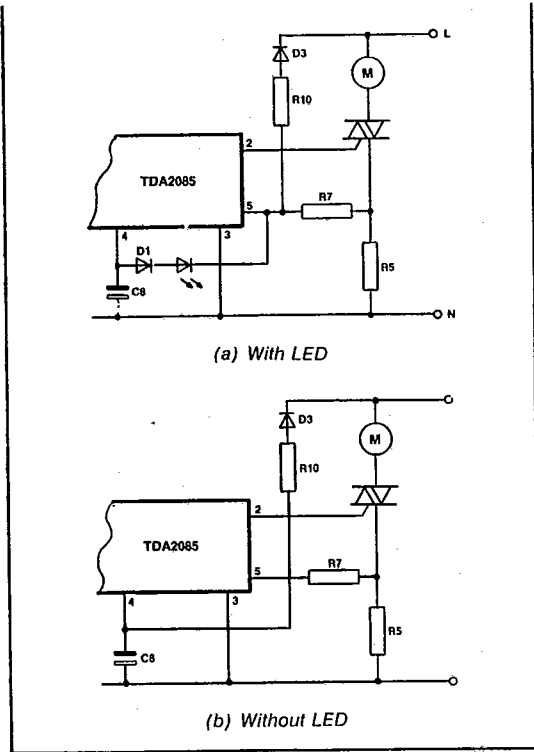 L
D3
M
R10
2
TDA2085
5
R7
4
3
D1
R5
C8
N
(a) With LED
D3
M
R10
2
TDA2085
R7
5
4
3
R5
C8
(b) Without LED